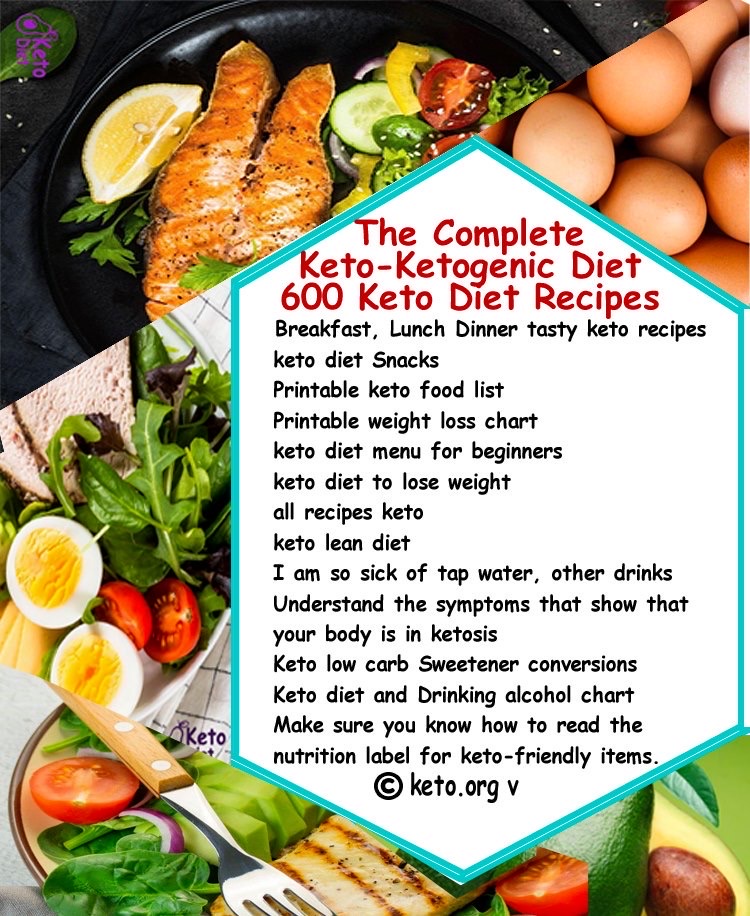 Keto
Diet
The Complete
Keto-Ketogenic Diet
600 Keto Diet Recipes
Breakfast, Lunch Dinner tasty keto recipes
keto diet Snacks
Printable keto food list
Printable weight loss chart
keto diet menu for beginners
keto diet to lose weight
all recipes keto
keto lean diet
I am so sick of tap water, other drinks
Understand the symptoms that show that
your body is in ketosis
Keto low carb Sweetener conversions
Keto diet and Drinking alcohol chart
Make sure you know how to read the
nutrition label for keto-friendly items.
© keto.org v
Keto